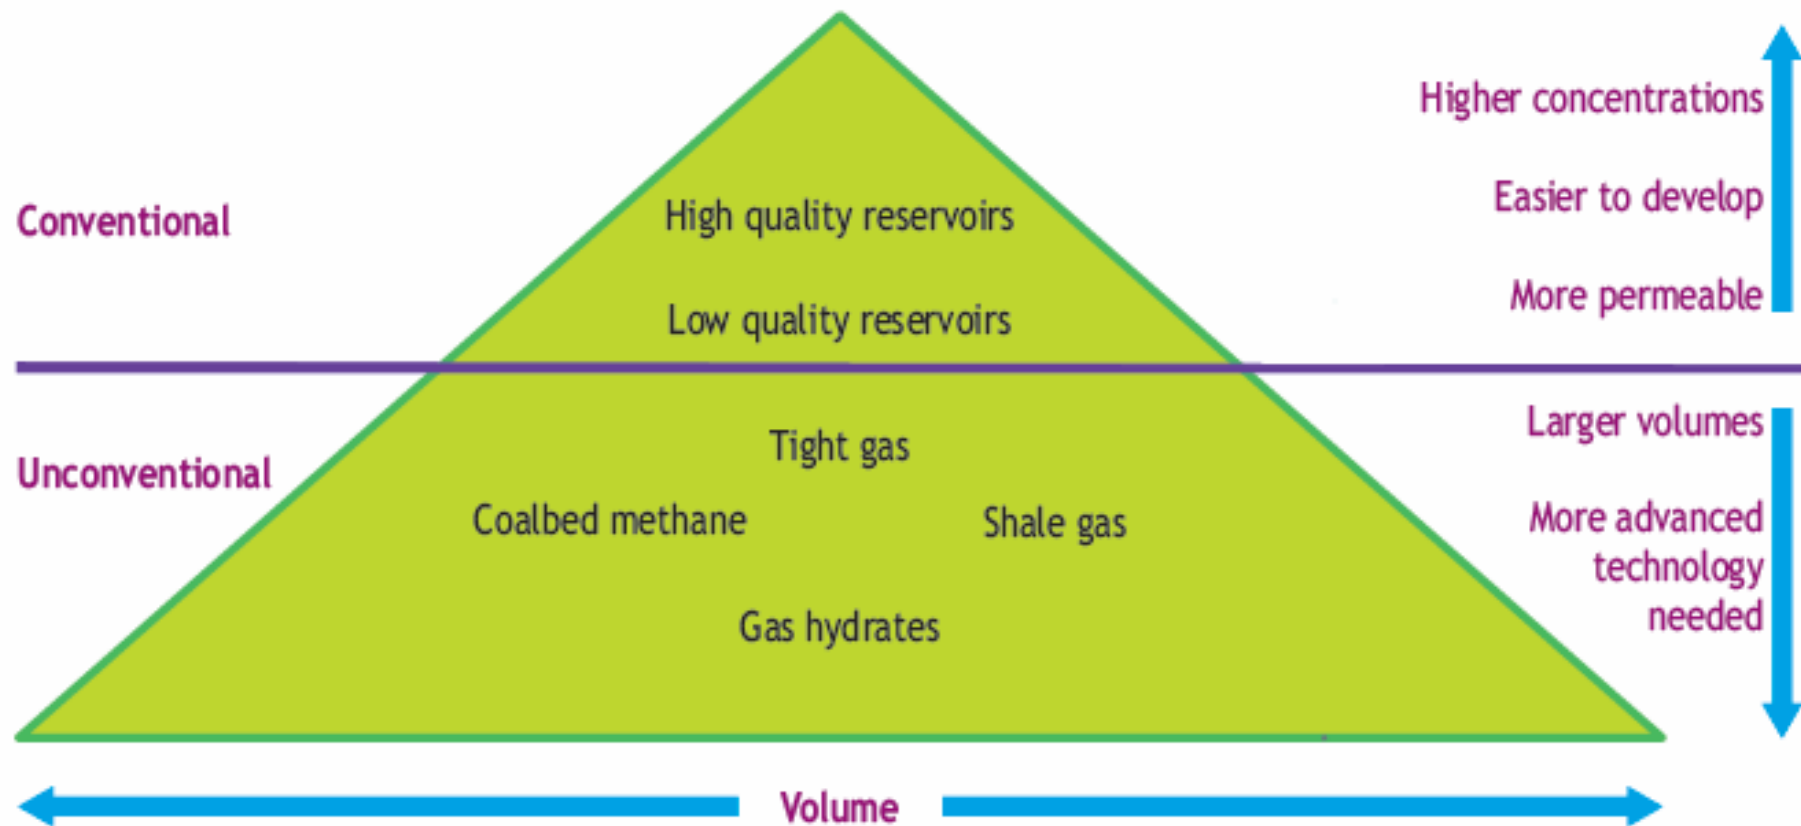 Higher concentrations
Easier to develop
Conventional
High quality reservoirs
More permeable
Low quality reservoirs
Larger volumes
Tight gas
Unconventional
Coalbed methane
Shale gas
More advanced
technology
needed
Gas hydrates
Volume